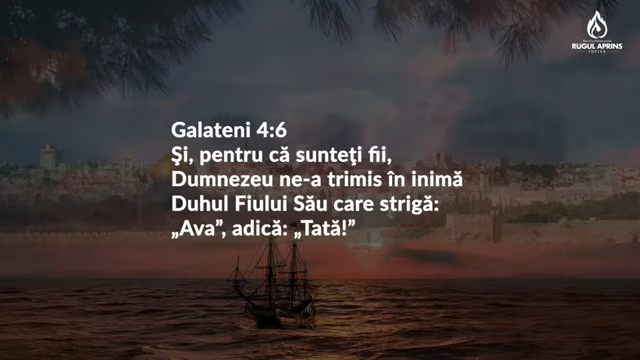 RUGUL APRINS
TOPLEA
Galateni 4:6
Şi, pentru că sunteţi fii,
Dumnezeu ne-a trimis în inimă
Duhul Fiului Său care strigă:
„Ava”, adică: „Tată!”